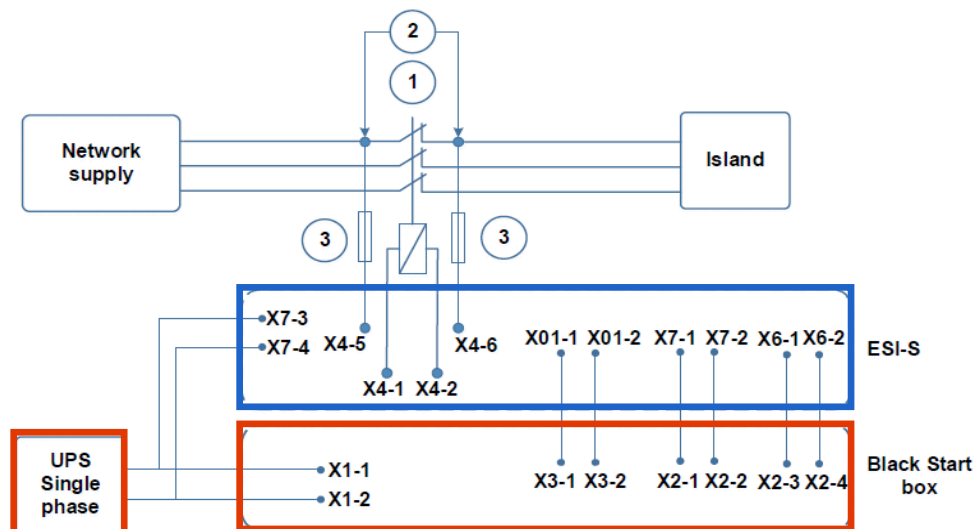 2
1
Network
supply
Island
3
3
X7-3
X7-4
X4-5
X4-6
X4-1
X4-2
X01-1 X01-2 X7-1 X7-2 X6-1 X6-2
ESI-S
UPS
Single
phase
X1-1
X1-2
X3-1 X3-2 X2-1 X2-2 X2-3 X2-4
Black Start
box